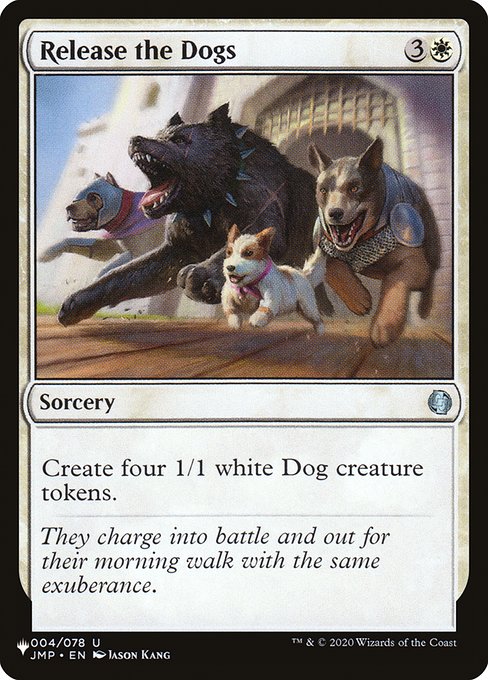 Release the Dogs 3
Sorcery
Create four 1/1 white Dog creature
tokens.
They charge into battle and out for
their morning walk with the same
exuberance.
004/078 U
JMP • EN Jason Kang
™ & © 2020 Wizards of the Coast